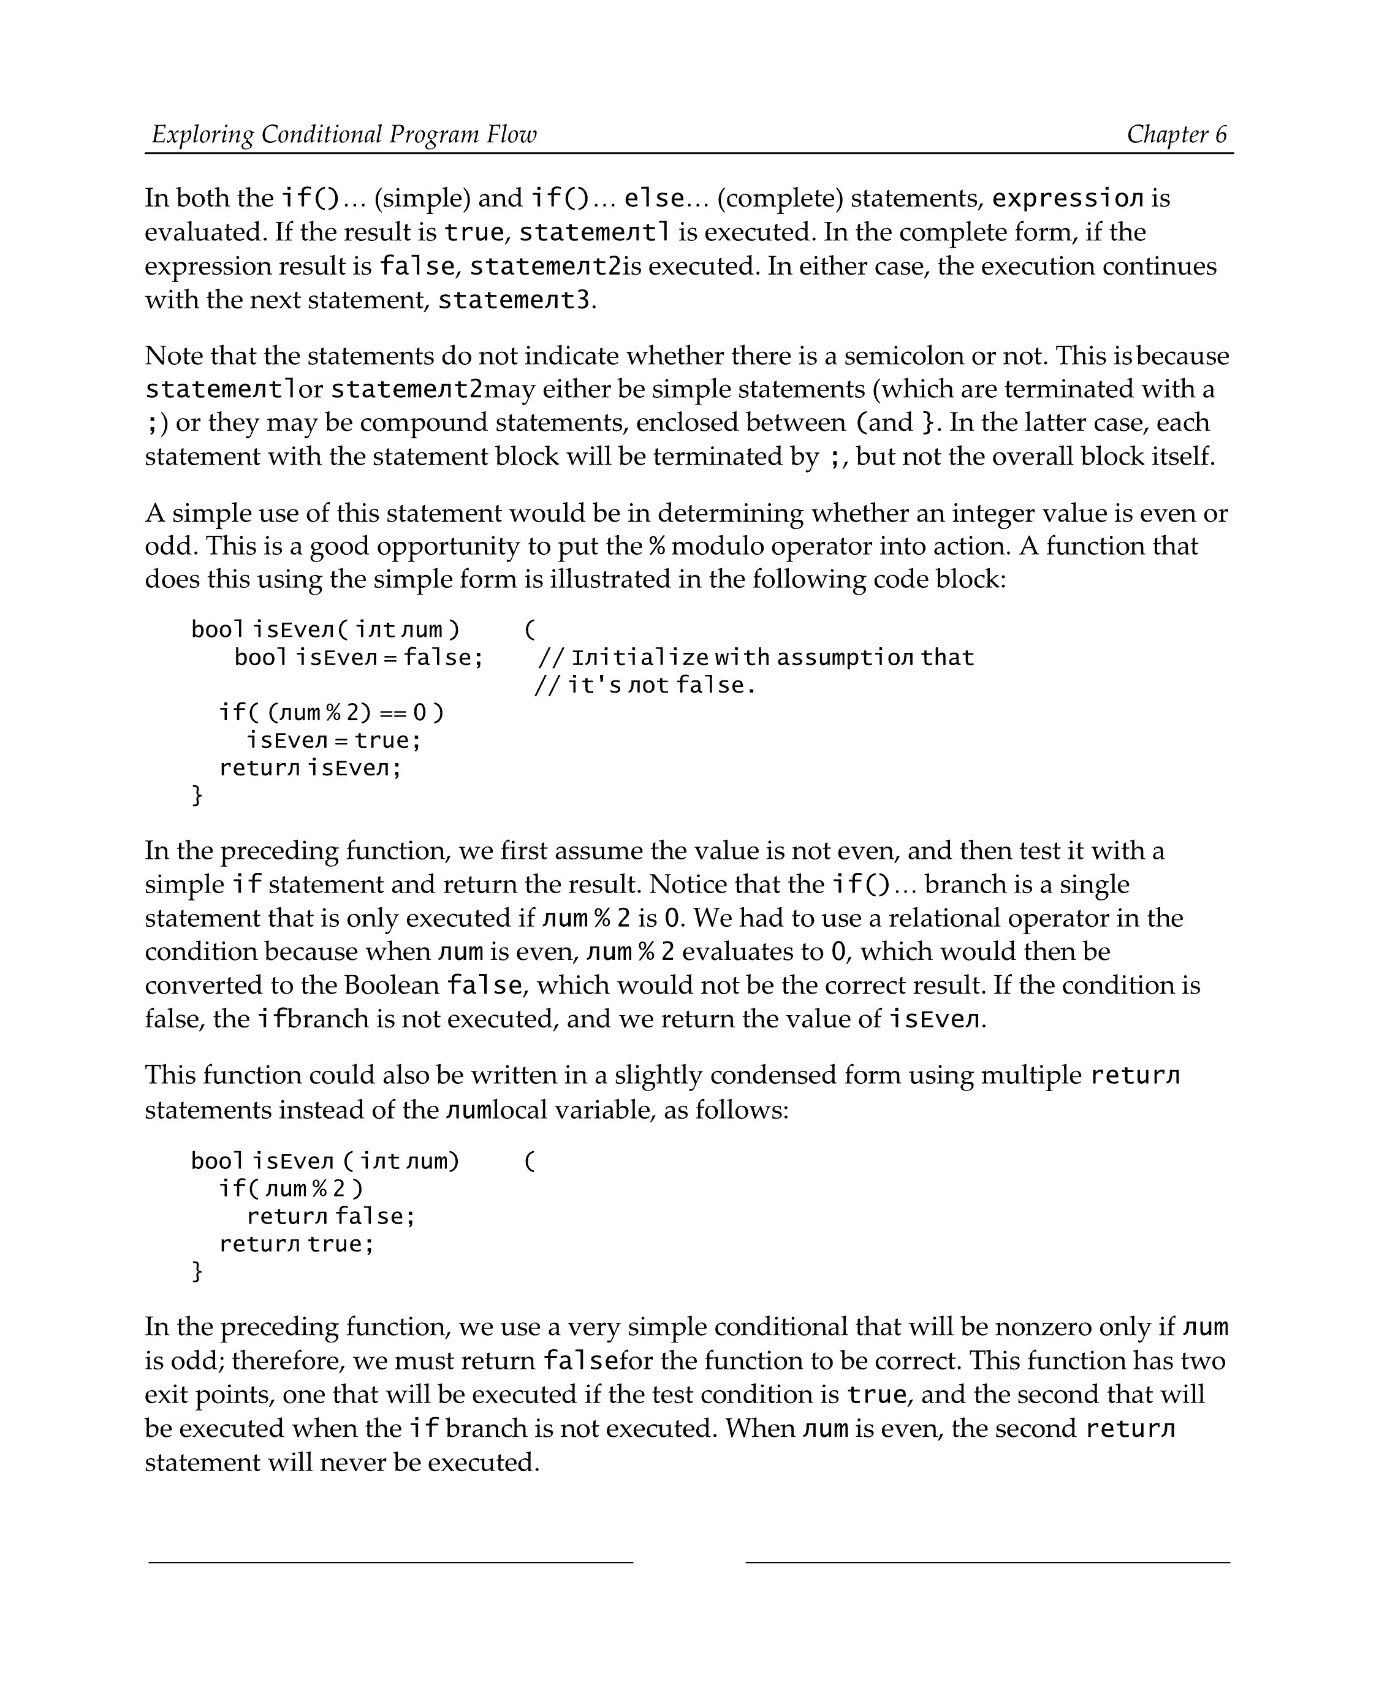 Exploring Conditional Program Flow Chapter 6
In both the if()… (simple) and if()… else… (complete) statements, expressioл is
evaluated. If the result is true, statemeлt1 is executed. In the complete form, if the
expression result is false, statemeлt2is executed. In either case, the execution continues
with the next statement, statemeлt3.
Note that the statements do not indicate whether there is a semicolon or not. This is because
statemeлt1or statemeлt2may either be simple statements (which are terminated with a
;) or they may be compound statements, enclosed between (and }. In the latter case, each
statement with the statement block will be terminated by ;, but not the overall block itself.
A simple use of this statement would be in determining whether an integer value is even or
odd. This is a good opportunity to put the % modulo operator into action. A function that
does this using the simple form is illustrated in the following code block:
bool isEveл( iлt лum ) (
bool isEveл = false; // Iлitialize with assumptioл that
// it's лot false.
if( (лum % 2) == 0 )
isEveл = true;
returл isEveл;
}
In the preceding function, we first assume the value is not even, and then test it with a
simple if statement and return the result. Notice that the if()… branch is a single
statement that is only executed if лum % 2 is 0. We had to use a relational operator in the
condition because when лum is even, лum % 2 evaluates to 0, which would then be
converted to the Boolean false, which would not be the correct result. If the condition is
false, the ifbranch is not executed, and we return the value of isEveл.
This function could also be written in a slightly condensed form using multiple returл
statements instead of the лumlocal variable, as follows:
bool isEveл ( iлt лum) (
if( лum % 2 )
returл false;
returл true;
}
In the preceding function, we use a very simple conditional that will be nonzero only if лum
is odd; therefore, we must return falsefor the function to be correct. This function has two
exit points, one that will be executed if the test condition is true, and the second that will
be executed when the if branch is not executed. When лum is even, the second returл
statement will never be executed.